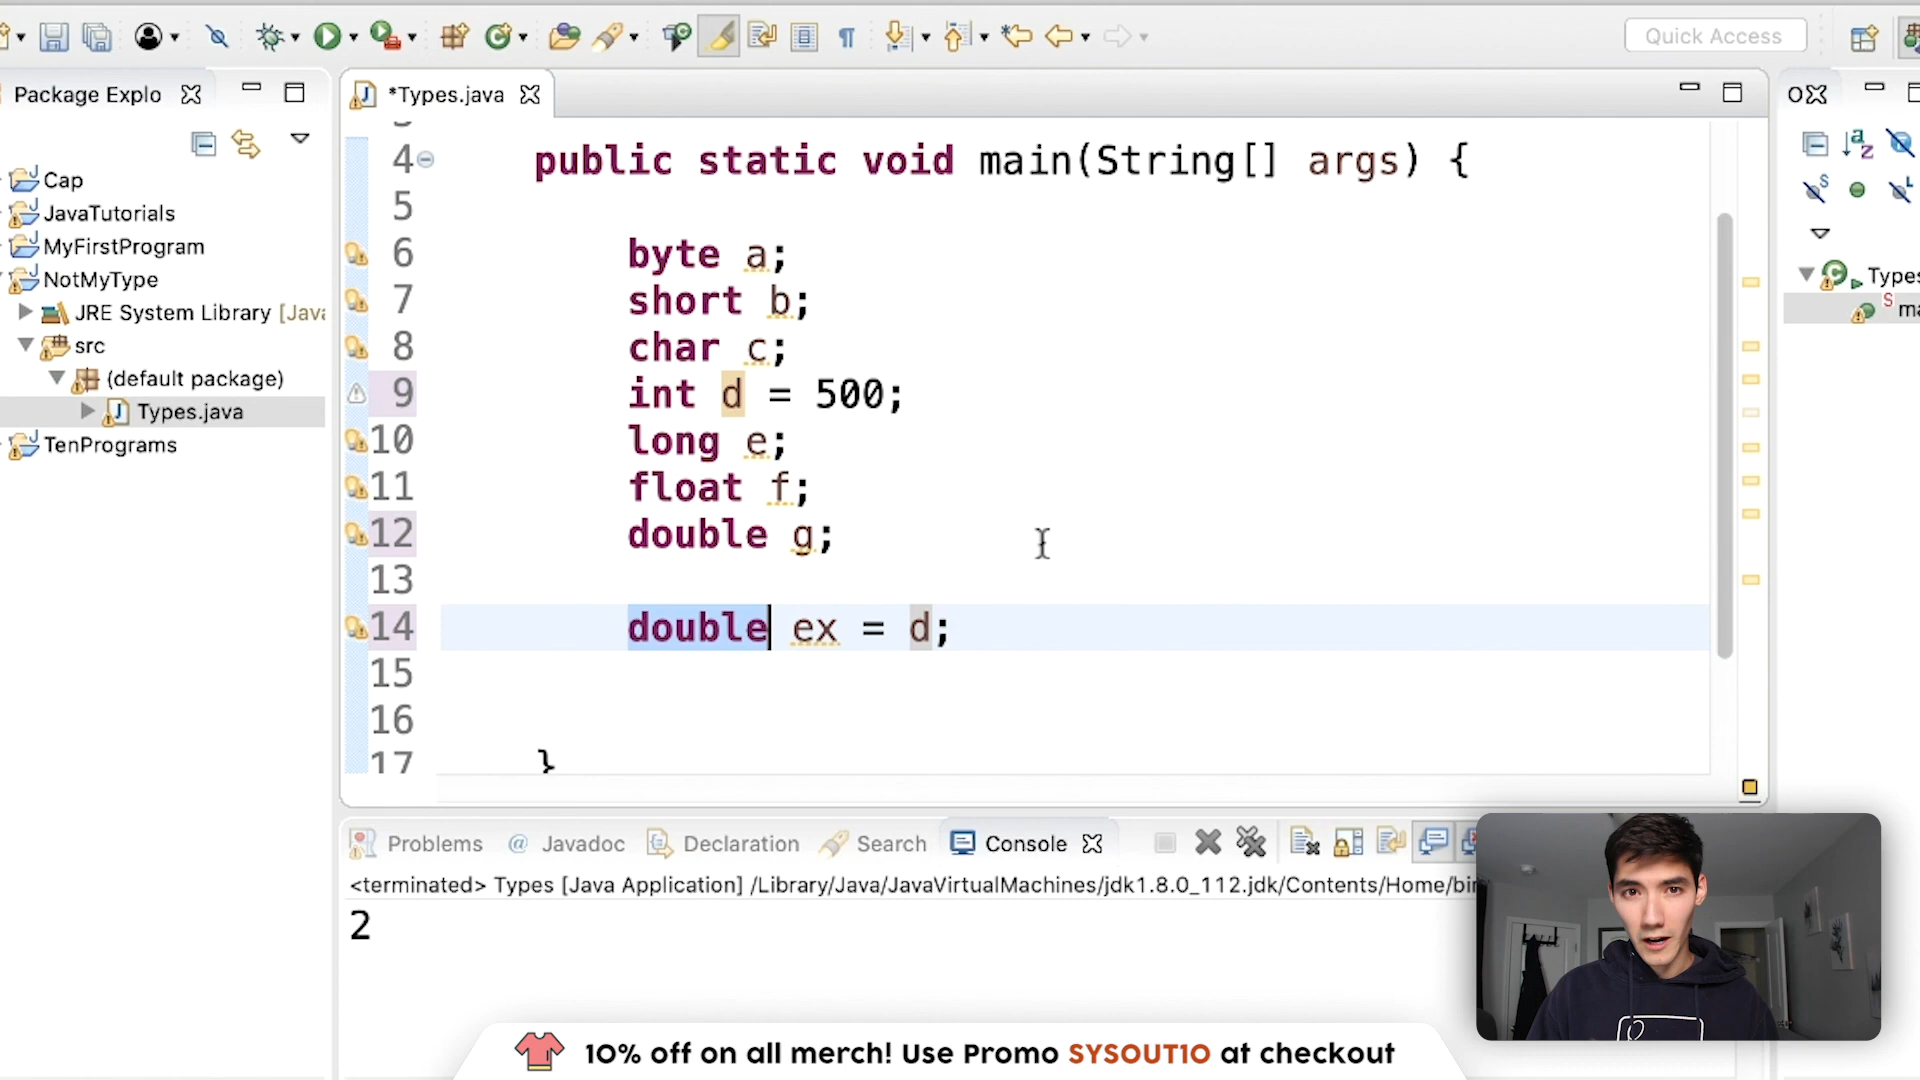 Quick Access
Package Explo
*Types.java
Cap
JavaTutorials
MyFirstProgram
NotMyType
JRE System Library [Java
src
(default package)
Types.java
TenPrograms
4 public static void main(String[] args) {
5
6 byte a;
7 short b;
8 char c;
9 int d = 500;
10 long e;
11 float f;
12 double g;
13
14 double ex = d;
15
16
17 }
Types
ma
Problems @ Javadoc Declaration Search Console
<terminated> Types [Java Application] /Library/Java/JavaVirtualMachines/jdk1.8.0_112.jdk/Contents/Home/bin
2
10% off on all merch! Use Promo SYSOUT10 at checkout